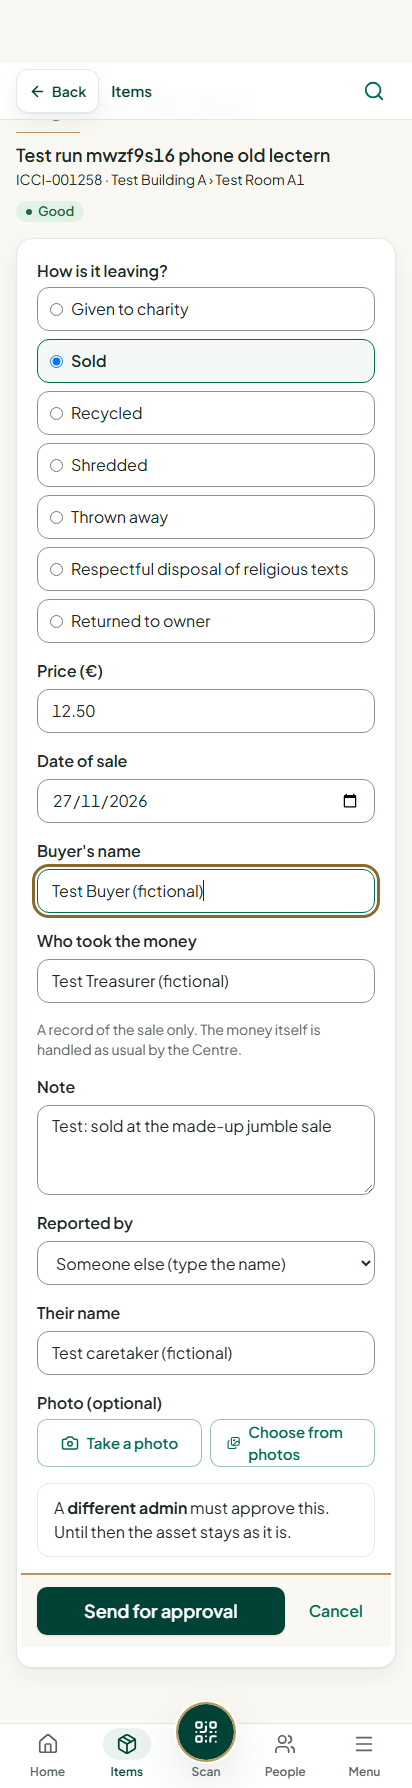 Back
Items
Test run mwzf9s16 phone old lectern
ICCI-001258 · Test Building A › Test Room A1
Good
How is it leaving?
Given to charity
Sold
Recycled
Shredded
Thrown away
Respectful disposal of religious texts
Returned to owner
Price (€)
12.50
Date of sale
27/11/2026
Buyer's name
Test Buyer (fictional)
Who took the money
Test Treasurer (fictional)
A record of the sale only. The money itself is
handled as usual by the Centre.
Note
Test: sold at the made-up jumble sale
Reported by
Someone else (type the name)
Their name
Test caretaker (fictional)
Photo (optional)
Take a photo
Choose from
photos
A different admin must approve this.
Until then the asset stays as it is.
Send for approval
Cancel
Home
Items
Scan
People
Menu